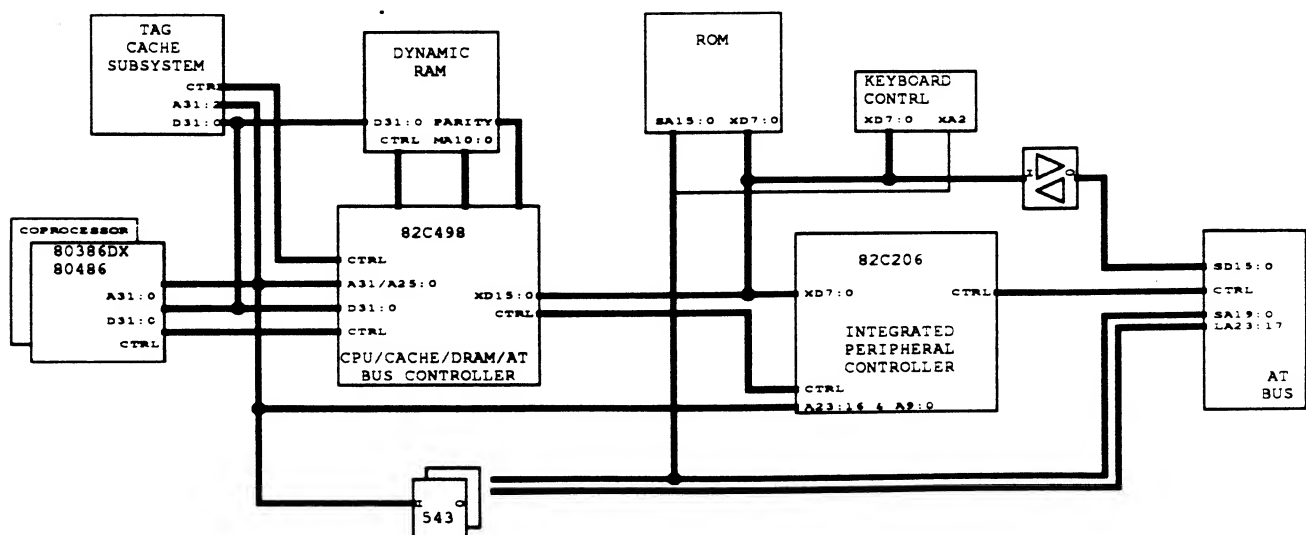 TAG
CACHE
SUBSYSTEM
CTRL
A31:2
D31:0
DYNAMIC
RAM
D31:0 PARITY
CTRL MA10:0
ROM
SA15:0 XD7:0
KEYBOARD
CONTRL
XD7:0 XA2
I O
COPROCESSOR
80386DX
80486
A31:0
D31:0
CTRL
82C498
CTRL
A31/A25:0
XD15:0
D31:0
CTRL
CTRL
CPU/CACHE/DRAM/AT
BUS CONTROLLER
82C206
XD7:0
CTRL
INTEGRATED
PERIPHERAL
CONTROLLER
CTRL
A23:16 & A9:0
SD15:0
CTRL
SA19:0
LA23:17
AT
BUS
I O
543